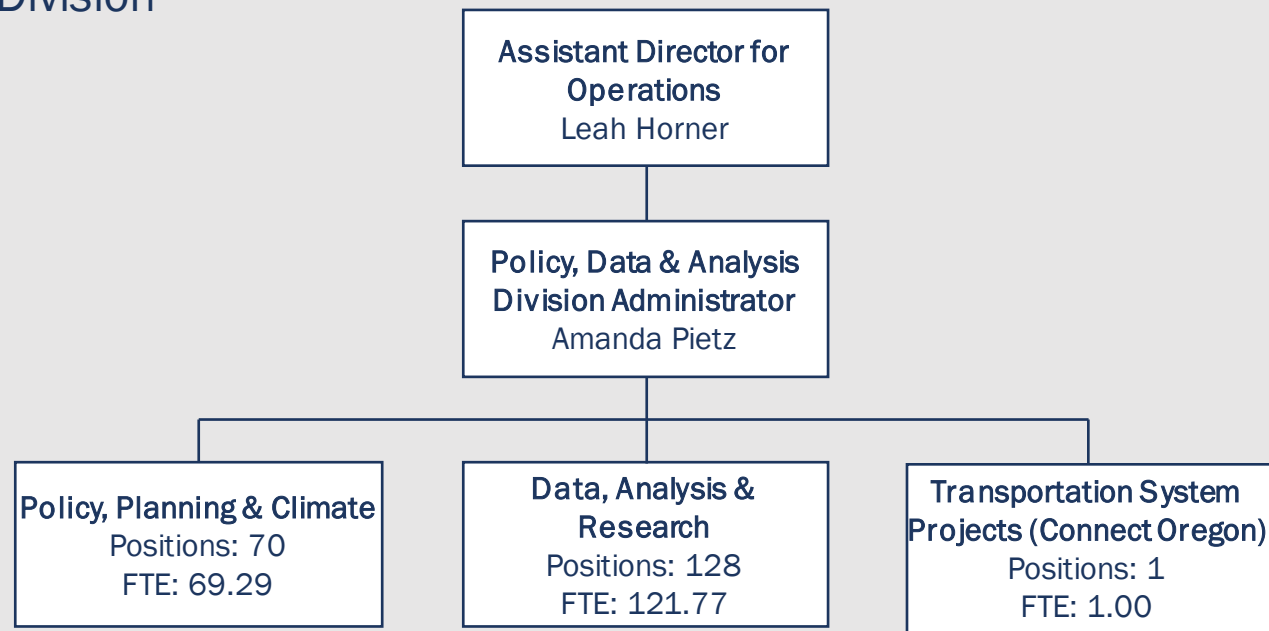 Division
Assistant Director for
Operations
Leah Horner
Policy, Data & Analysis
Division Administrator
Amanda Pietz
Policy, Planning & Climate
Positions: 70
FTE: 69.29
Data, Analysis &
Research
Positions: 128
FTE: 121.77
Transportation System
Projects (Connect Oregon)
Positions: 1
FTE: 1.00